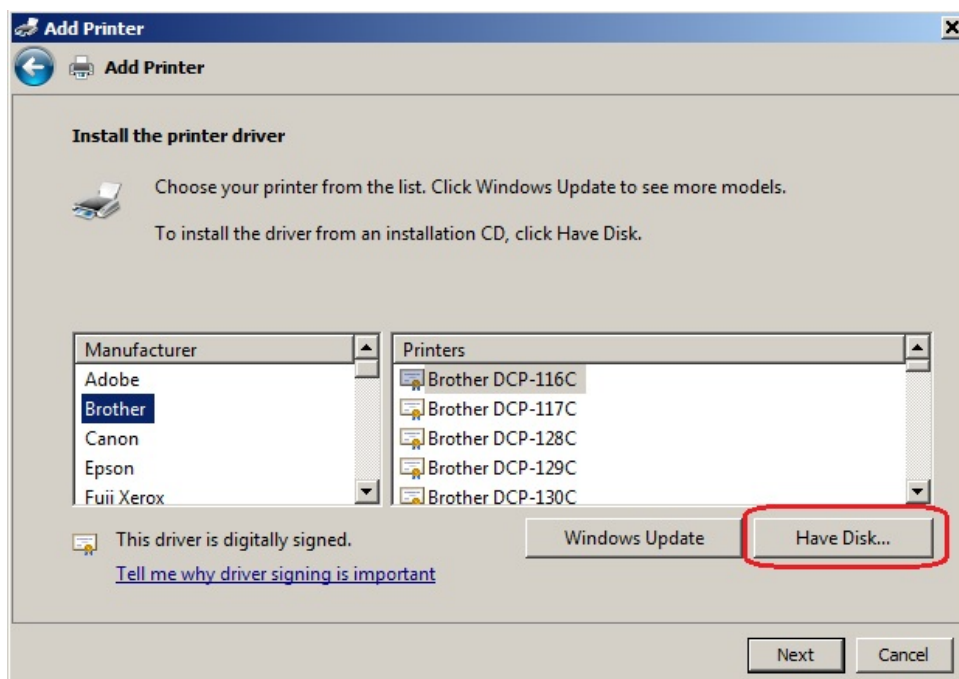 Add Printer
Add Printer
Install the printer driver
Choose your printer from the list. Click Windows Update to see more models.
To install the driver from an installation CD, click Have Disk.
Manufacturer
Adobe
Brother
Canon
Epson
Fuji Xerox
Printers
Brother DCP-116C
Brother DCP-117C
Brother DCP-128C
Brother DCP-129C
Brother DCP-130C
This driver is digitally signed.
Tell me why driver signing is important
Windows Update
Have Disk...
Next
Cancel